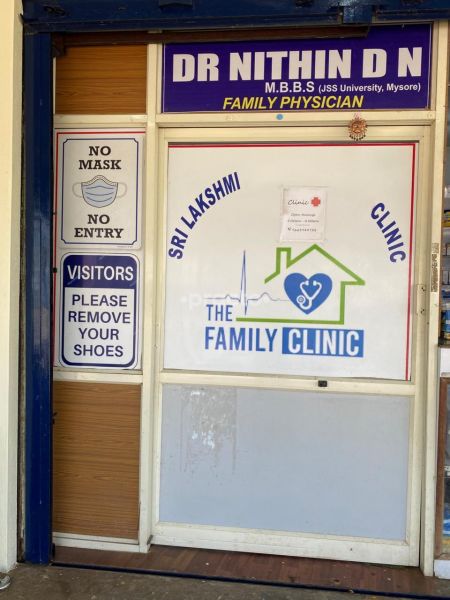 DR NITHIN D N
M.B.B.S (JSS University, Mysore)
FAMILY PHYSICIAN
NO
MASK
NO
ENTRY
VISITORS
PLEASE
REMOVE
YOUR
SHOES
SRI LAKSHMI
CLINIC
Clinic
THE
FAMILY CLINIC